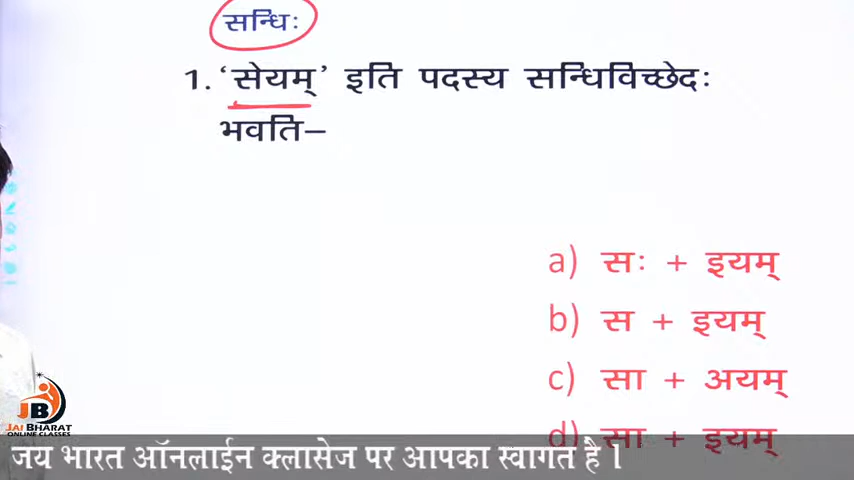 सन्धिः
1. ‘सेयम्’ इति पदस्य सन्धिविच्छेदः
भवति–
a) सः + इयम्
b) स + इयम्
c) सा + अयम्
d) सा + इयम्
JB
JAI BHARAT
ONLINE CLASSES
जय भारत ऑनलाईन क्लासेज पर आपका स्वागत है।